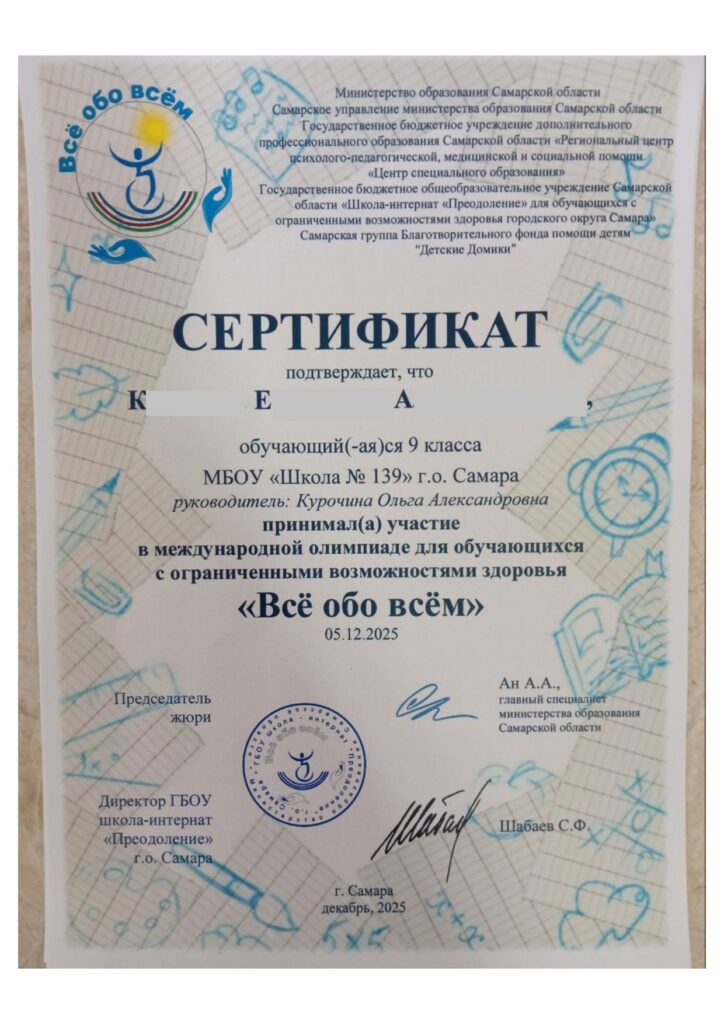 Всё обо всём
Министерство образования Самарской области
Самарское управление министерства образования Самарской области
Государственное бюджетное учреждение дополнительного
профессионального образования Самарской области «Региональный центр
психолого-педагогической, медицинской и социальной помощи
«Центр специального образования»
Государственное бюджетное общеобразовательное учреждение Самарской
области «Школа-интернат «Преодоление» для обучающихся с
ограниченными возможностями здоровья городского округа Самара»
Самарская группа Благотворительного фонда помощи детям
"Детские Домики"
СЕРТИФИКАТ
подтверждает, что
К Е А ,
обучающий(-ая)ся 9 класса
МБОУ «Школа № 139» г.о. Самара
руководитель: Курочина Ольга Александровна
принимал(а) участие
в международной олимпиаде для обучающихся
с ограниченными возможностями здоровья
«Всё обо всём»
05.12.2025
Председатель
жюри
Ан А.А.,
главный специалист
министерства образования
Самарской области
Всё обо всём
Директор ГБОУ
школа-интернат
«Преодоление»
г.о. Самара
Шабаев С.Ф.
г. Самара
декабрь, 2025